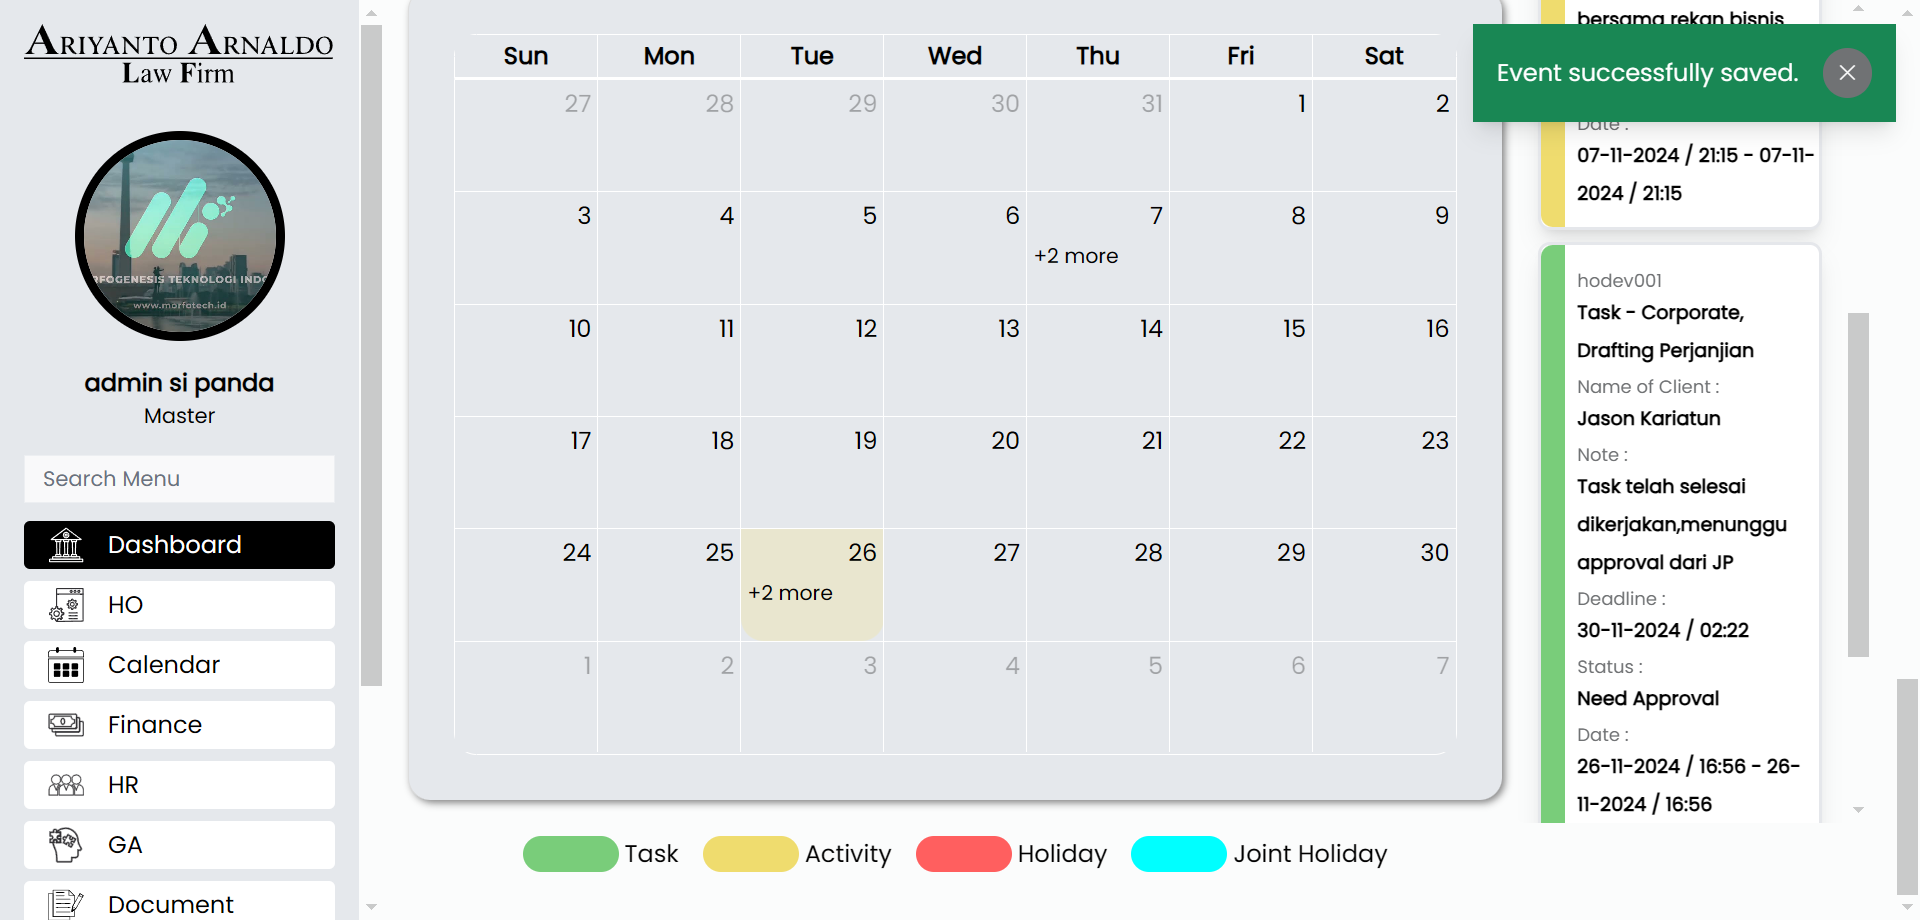 ARIYANTO ARNALDO
Law Firm
RFOGENESIS TEKNOLOGI INDO
www.morfotech.id
admin si panda
Master
Search Menu
Dashboard
HO
Calendar
Finance
HR
GA
Document
Sun Mon Tue Wed Thu Fri Sat
27 28 29 30 31 1 2
3 4 5 6 7 8 9
+2 more
10 11 12 13 14 15 16
17 18 19 20 21 22 23
24 25 26 27 28 29 30
+2 more
1 2 3 4 5 6 7
Task Activity Holiday Joint Holiday
bersama rekan bisnis
Event successfully saved.
Date :
07-11-2024 / 21:15 - 07-11-
2024 / 21:15
hodev001
Task - Corporate,
Drafting Perjanjian
Name of Client :
Jason Kariatun
Note :
Task telah selesai
dikerjakan,menunggu
approval dari JP
Deadline :
30-11-2024 / 02:22
Status :
Need Approval
Date :
26-11-2024 / 16:56 - 26-
11-2024 / 16:56